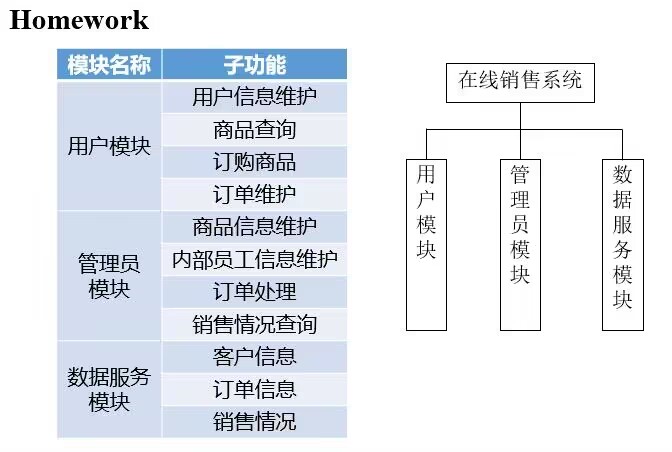 Homework
模块名称 子功能
用户模块
用户信息维护
商品查询
订购商品
订单维护
管理员
模块
商品信息维护
内部员工信息维护
订单处理
销售情况查询
数据服务
模块
客户信息
订单信息
销售情况
在线销售系统
用户模块
管理员模块
数据服务模块